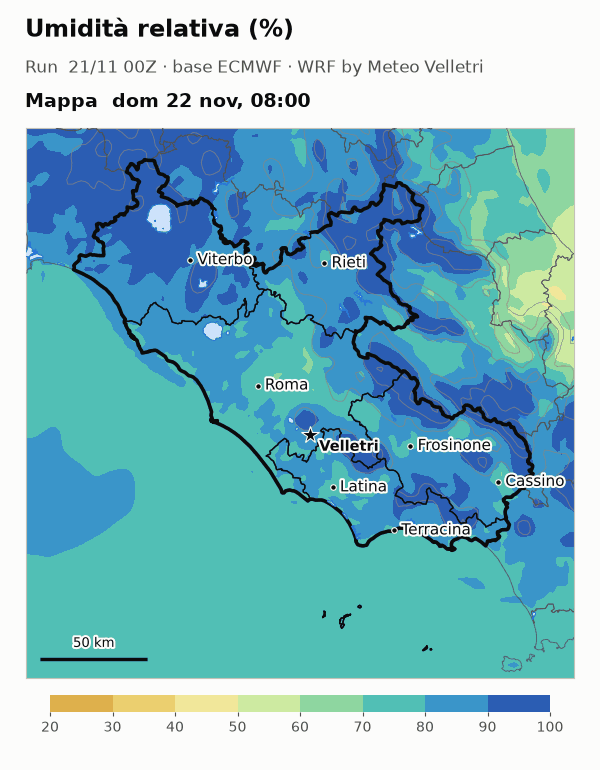 Umidità relativa (%)
Run  21/11 00Z · base ECMWF · WRF by Meteo Velletri
Mappa  dom 22 nov, 08:00
Viterbo
Rieti
Roma
Velletri
Frosinone
Latina
Cassino
Terracina
50 km
20 30 40 50 60 70 80 90 100